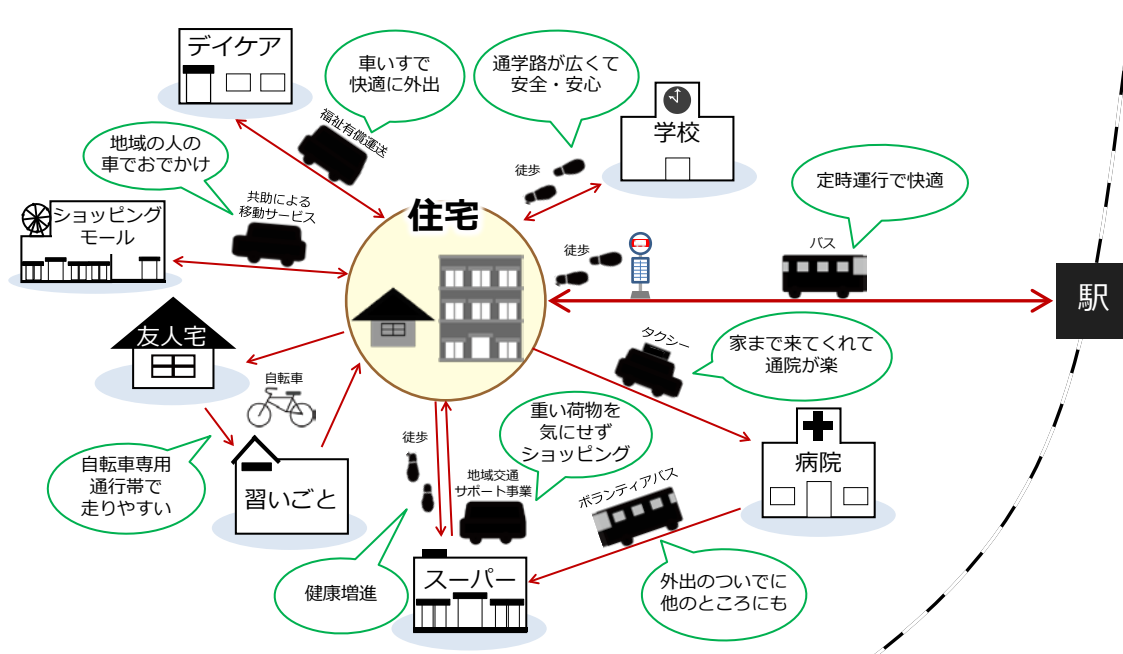 デイケア
車いすで
快適に外出
通学路が広くて
安全・安心
福祉有償運送
学校
地域の人の
車でおでかけ
徒歩
定時運行で快適
共助による
移動サービス
住宅
ショッピング
モール
徒歩
バス
駅
友人宅
タクシー
家まで来てくれて
通院が楽
自転車
重い荷物を
気にせず
ショッピング
徒歩
自転車専用
通行帯で
走りやすい
習いごと
地域交通
サポート事業
ボランティアバス
病院
健康増進
スーパー
外出のついでに
他のところにも